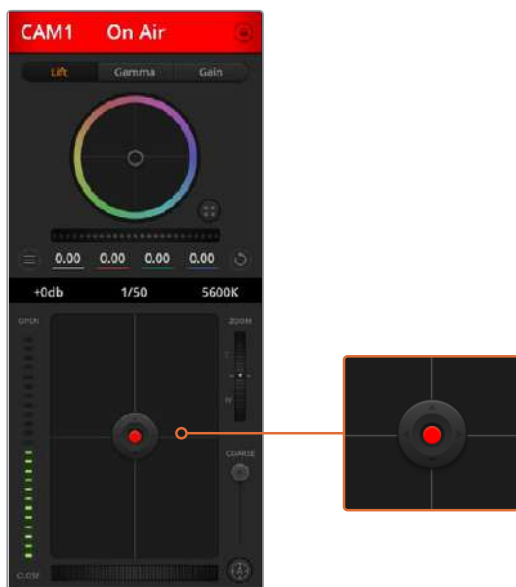 CAM1 On Air
Lift Gamma Gain
0.00 0.00 0.00 0.00
+0db 1/50 5600K
OPEN ZOOM
T
W
COARSE
CLOSE
A